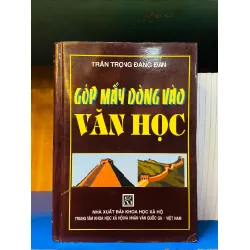 TRẦN TRỌNG ĐĂNG ĐÀN
GÓP MẤY DÒNG VÀO
VĂN HỌC
NHÀ XUẤT BẢN KHOA HỌC XÃ HỘI
TRUNG TÂM KHOA HỌC XÃ HỘI VÀ NHÂN VĂN QUỐC GIA - VIỆT NAM